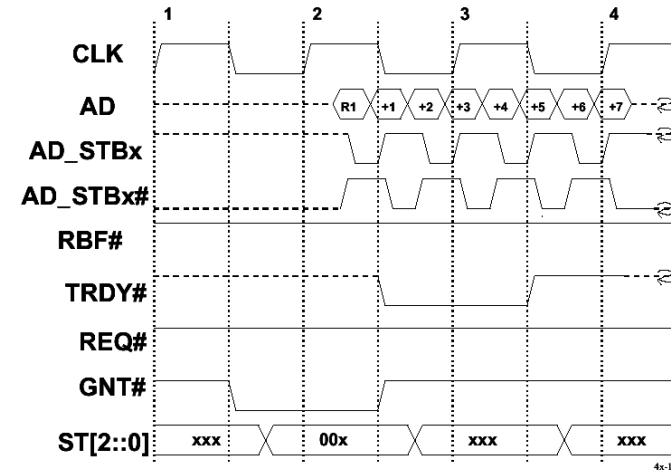 1 2 3 4
CLK
AD R1 +1 +2 +3 +4 +5 +6 +7
AD_STBx
AD_STBx#
RBF#
TRDY#
REQ#
GNT#
ST[2::0] xxx 00x xxx xxx